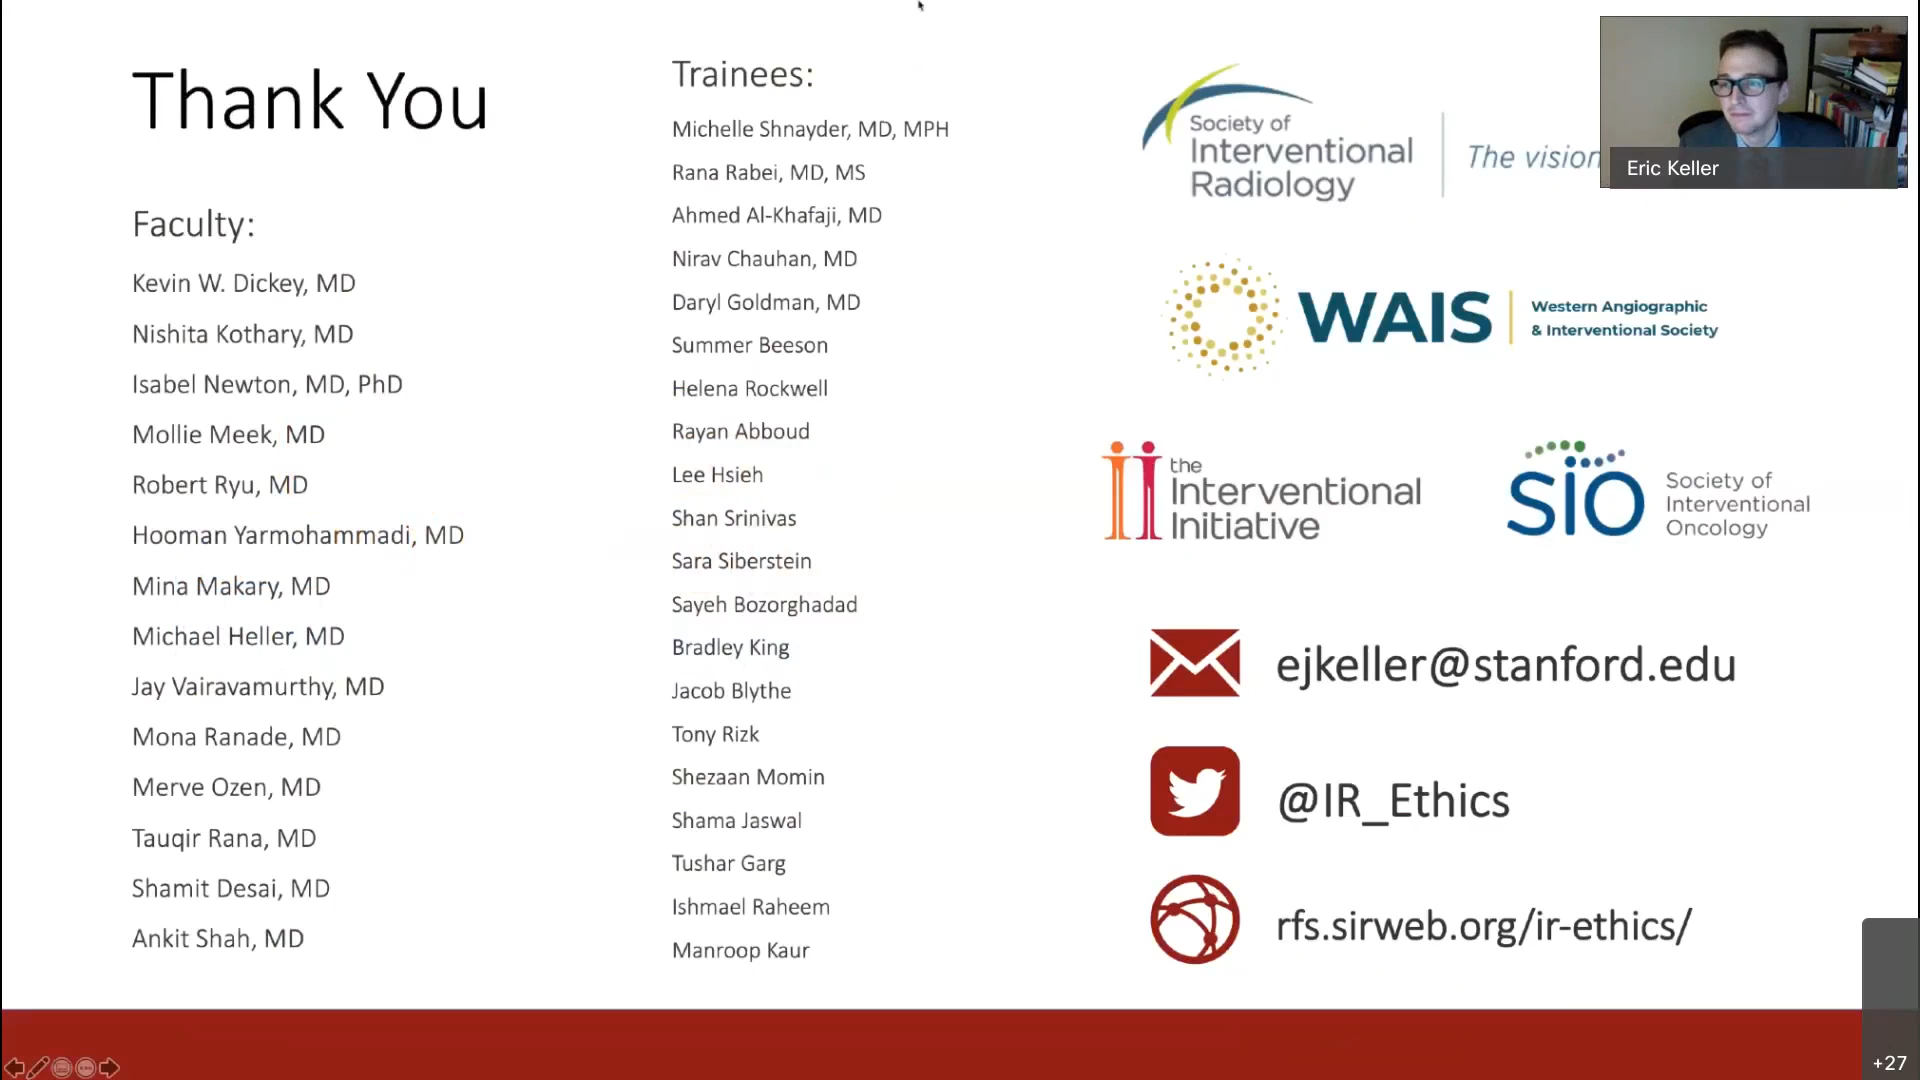 Thank You
Faculty:
Kevin W. Dickey, MD
Nishita Kothary, MD
Isabel Newton, MD, PhD
Mollie Meek, MD
Robert Ryu, MD
Hooman Yarmohammadi, MD
Mina Makary, MD
Michael Heller, MD
Jay Vairavamurthy, MD
Mona Ranade, MD
Merve Ozen, MD
Tauqir Rana, MD
Shamit Desai, MD
Ankit Shah, MD
Trainees:
Michelle Shnayder, MD, MPH
Rana Rabei, MD, MS
Ahmed Al-Khafaji, MD
Nirav Chauhan, MD
Daryl Goldman, MD
Summer Beeson
Helena Rockwell
Rayan Abboud
Lee Hsieh
Shan Srinivas
Sara Siberstein
Sayeh Bozorghadad
Bradley King
Jacob Blythe
Tony Rizk
Shezaan Momin
Shama Jaswal
Tushar Garg
Ishmael Raheem
Manroop Kaur
Society of
Interventional
Radiology
The vision
Eric Keller
WAIS
Western Angiographic
& Interventional Society
the
Interventional
Initiative
SIO
Society of
Interventional
Oncology
ejkeller@stanford.edu
@IR_Ethics
rfs.sirweb.org/ir-ethics/
+27